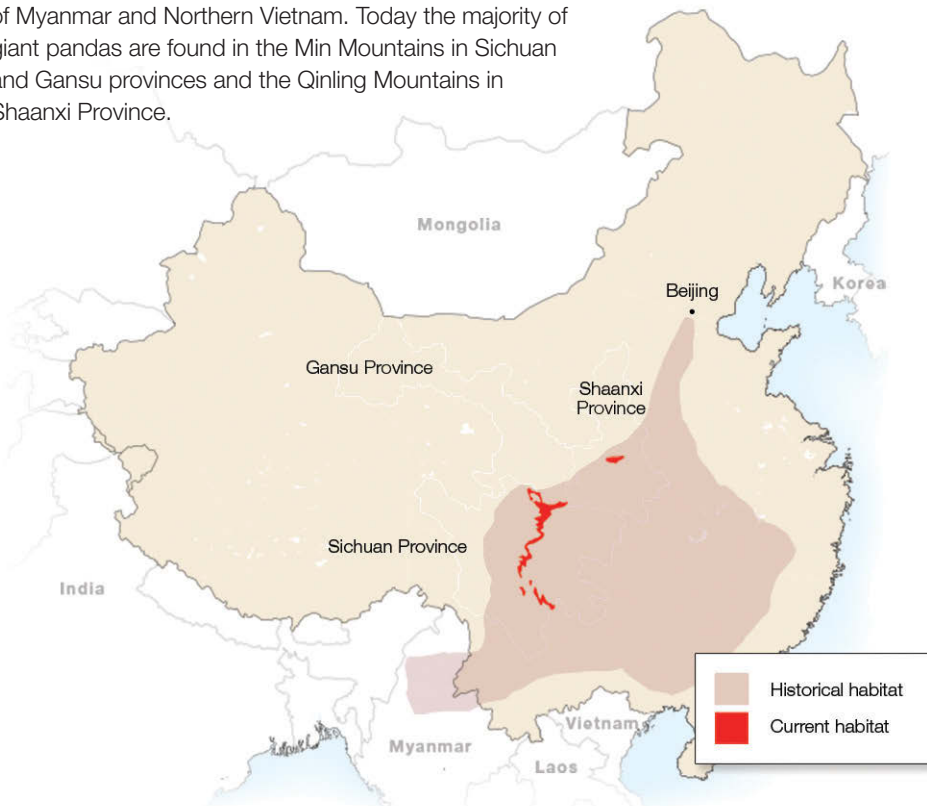 of Myanmar and Northern Vietnam. Today the majority of
giant pandas are found in the Min Mountains in Sichuan
and Gansu provinces and the Qinling Mountains in
Shaanxi Province.
Mongolia
Beijing
Korea
Gansu Province
Shaanxi
Province
Sichuan Province
India
Historical habitat
Current habitat
Vietnam
Myanmar
Laos